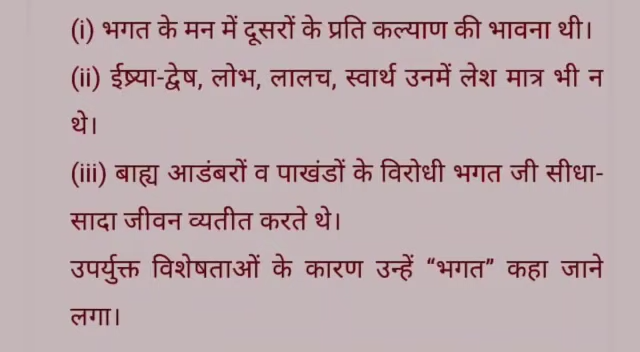 (i) भगत के मन में दूसरों के प्रति कल्याण की भावना थी।
(ii) ईष्र्या-द्वेष, लोभ, लालच, स्वार्थ उनमें लेश मात्र भी न
थे।
(iii) बाह्य आडंबरों व पाखंडों के विरोधी भगत जी सीधा-
सादा जीवन व्यतीत करते थे।
उपर्युक्त विशेषताओं के कारण उन्हें “भगत” कहा जाने
लगा।